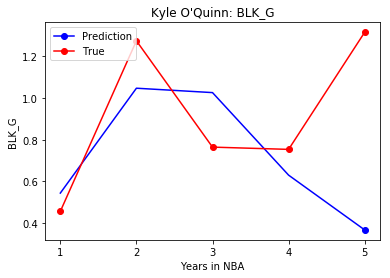 Kyle O'Quinn: BLK_G
Prediction
True
BLK_G
1.2
1.0
0.8
0.6
0.4
1 2 3 4 5
Years in NBA